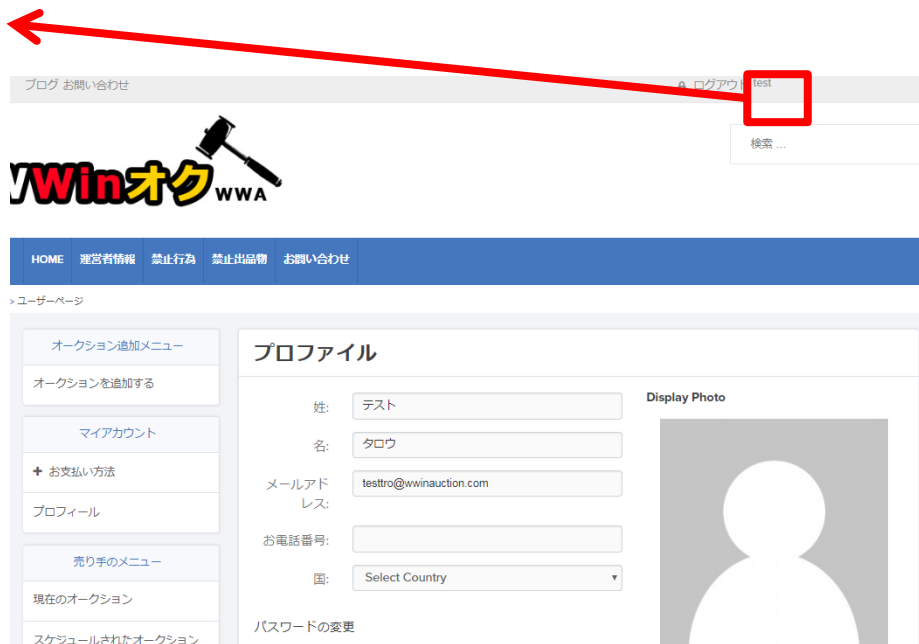 ブログ お問い合わせ
ログアウト test
検索 ...
WWinオク WWA
HOME 運営者情報 禁止行為 禁止出品物 お問い合わせ
> ユーザーページ
オークション追加メニュー
オークションを追加する
マイアカウント
+ お支払い方法
プロフィール
売り手のメニュー
現在のオークション
スケジュールされたオークション
プロファイル
姓: テスト
名: タロウ
メールアド testtro@wwinauction.com
レス:
お電話番号:
国: Select Country
パスワードの変更
Display Photo